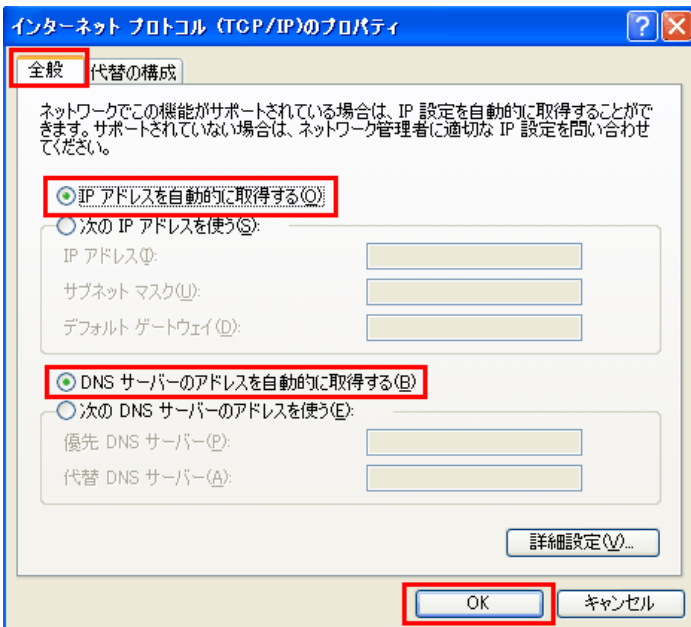 インターネット プロトコル (TCP/IP)のプロパティ
全般
代替の構成
ネットワークでこの機能がサポートされている場合は、IP 設定を自動的に取得することがで
きます。サポートされていない場合は、ネットワーク管理者に適切な IP 設定を問い合わせ
てください。
IP アドレスを自動的に取得する(O)
次の IP アドレスを使う(S):
IP アドレス(I):
サブネット マスク(U):
デフォルト ゲートウェイ(D):
DNS サーバーのアドレスを自動的に取得する(B)
次の DNS サーバーのアドレスを使う(E):
優先 DNS サーバー(P):
代替 DNS サーバー(A):
詳細設定(V)...
OK
キャンセル